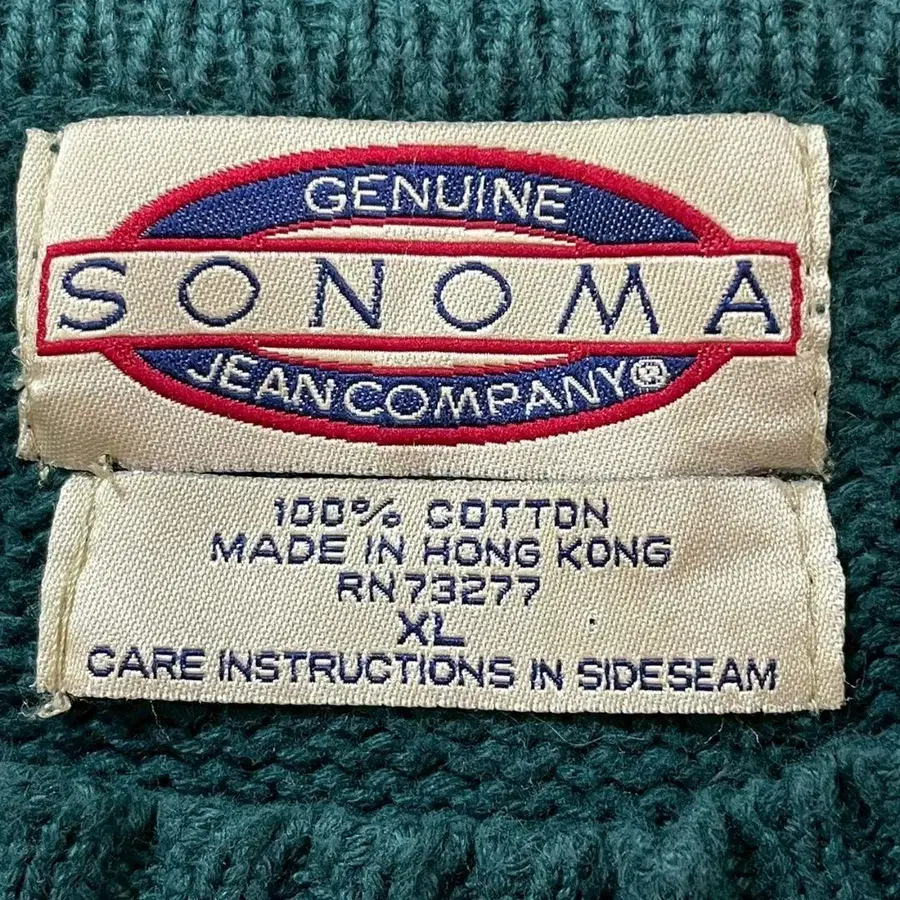 GENUINE
SONOMA
JEAN COMPANY®
100% COTTON
MADE IN HONG KONG
RN73277
XL
CARE INSTRUCTIONS IN SIDESEAM